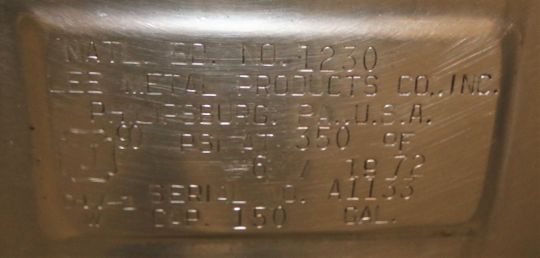 NAT'L. BD. NO. 1230
LEE METAL PRODUCTS CO., INC.
PHILIPSBURG, PA., U.S.A.
90 PSI AT 350 °F
6 / 1972
SERIAL NO. A1133
W CAP. 150 GAL.